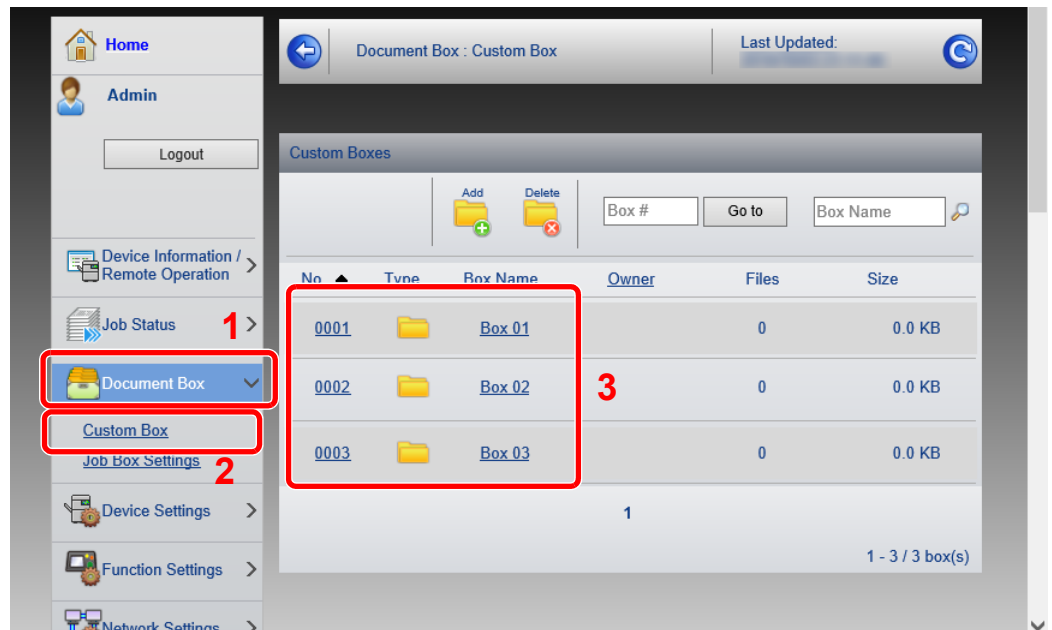 Home
Admin
Logout
Device Information /
Remote Operation
Job Status
1
Document Box
Custom Box
Job Box Settings
2
Device Settings
Function Settings
Network Settings
Document Box : Custom Box
Last Updated:
Custom Boxes
Add Delete
Box # Go to Box Name
No. Type Box Name Owner Files Size
0001 Box 01 0 0.0 KB
0002 Box 02 3 0 0.0 KB
0003 Box 03 0 0.0 KB
1
1 - 3 / 3 box(s)